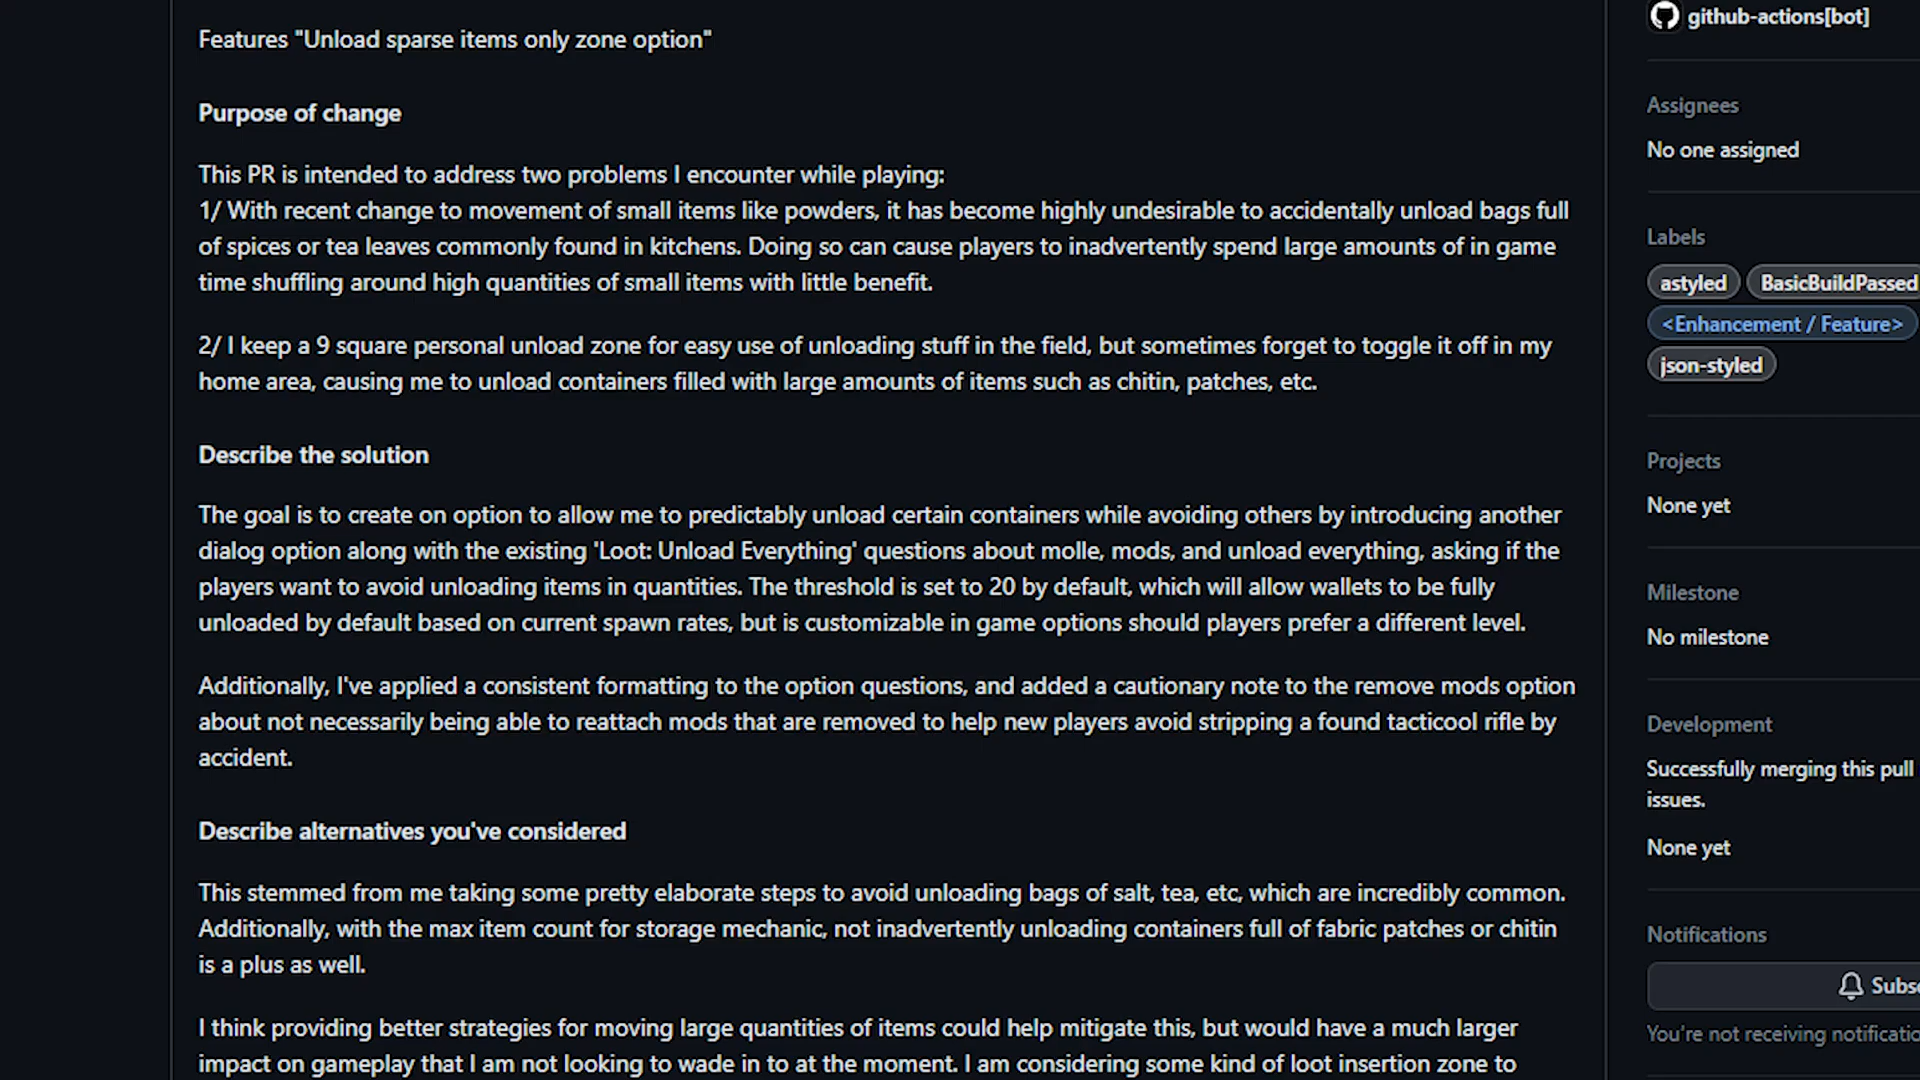 Features "Unload sparse items only zone option"
Purpose of change
This PR is intended to address two problems I encounter while playing:
1/ With recent change to movement of small items like powders, it has become highly undesirable to accidentally unload bags full
of spices or tea leaves commonly found in kitchens. Doing so can cause players to inadvertently spend large amounts of in game
time shuffling around high quantities of small items with little benefit.
2/ I keep a 9 square personal unload zone for easy use of unloading stuff in the field, but sometimes forget to toggle it off in my
home area, causing me to unload containers filled with large amounts of items such as chitin, patches, etc.
Describe the solution
The goal is to create on option to allow me to predictably unload certain containers while avoiding others by introducing another
dialog option along with the existing 'Loot: Unload Everything' questions about molle, mods, and unload everything, asking if the
players want to avoid unloading items in quantities. The threshold is set to 20 by default, which will allow wallets to be fully
unloaded by default based on current spawn rates, but is customizable in game options should players prefer a different level.
Additionally, I've applied a consistent formatting to the option questions, and added a cautionary note to the remove mods option
about not necessarily being able to reattach mods that are removed to help new players avoid stripping a found tacticool rifle by
accident.
Describe alternatives you've considered
This stemmed from me taking some pretty elaborate steps to avoid unloading bags of salt, tea, etc, which are incredibly common.
Additionally, with the max item count for storage mechanic, not inadvertently unloading containers full of fabric patches or chitin
is a plus as well.
I think providing better strategies for moving large quantities of items could help mitigate this, but would have a much larger
impact on gameplay that I am not looking to wade in to at the moment. I am considering some kind of loot insertion zone to
github-actions[bot]
Assignees
No one assigned
Labels
astyled BasicBuildPassed
<Enhancement / Feature>
json-styled
Projects
None yet
Milestone
No milestone
Development
Successfully merging this pull
issues.
None yet
Notifications
Subsc
You're not receiving notificatio